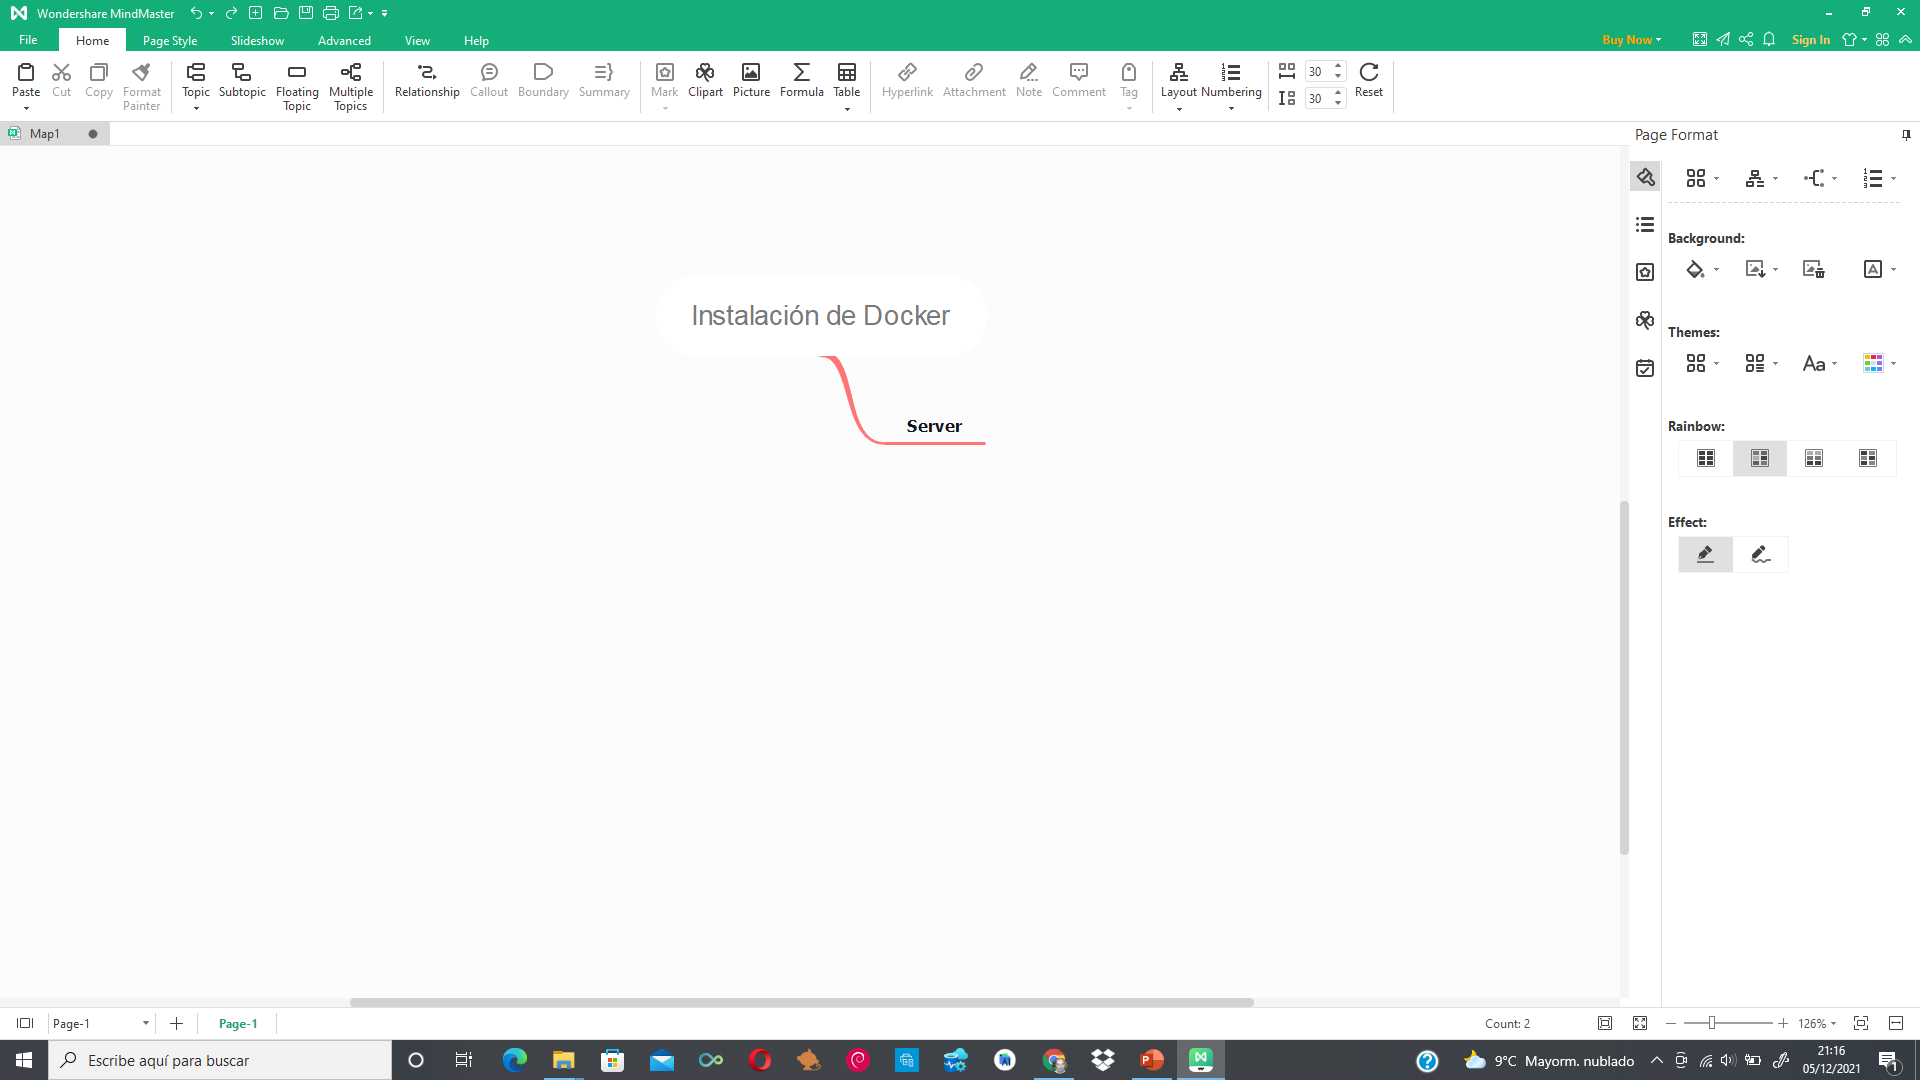 Wondershare MindMaster
File Home Page Style Slideshow Advanced View Help Buy Now Sign In
Paste Cut Copy Format Painter Topic Subtopic Floating Topic Multiple Topics Relationship Callout Boundary Summary Mark Clipart Picture Formula Table Hyperlink Attachment Note Comment Tag Layout Numbering 30 30 Reset
Map1
Page Format
Background:
Themes:
Aa
Rainbow:
Effect:
Instalación de Docker
Server
Page-1 Page-1 Count: 2 126%
Escribe aquí para buscar
9°C Mayorm. nublado
21:16
05/12/2021
1